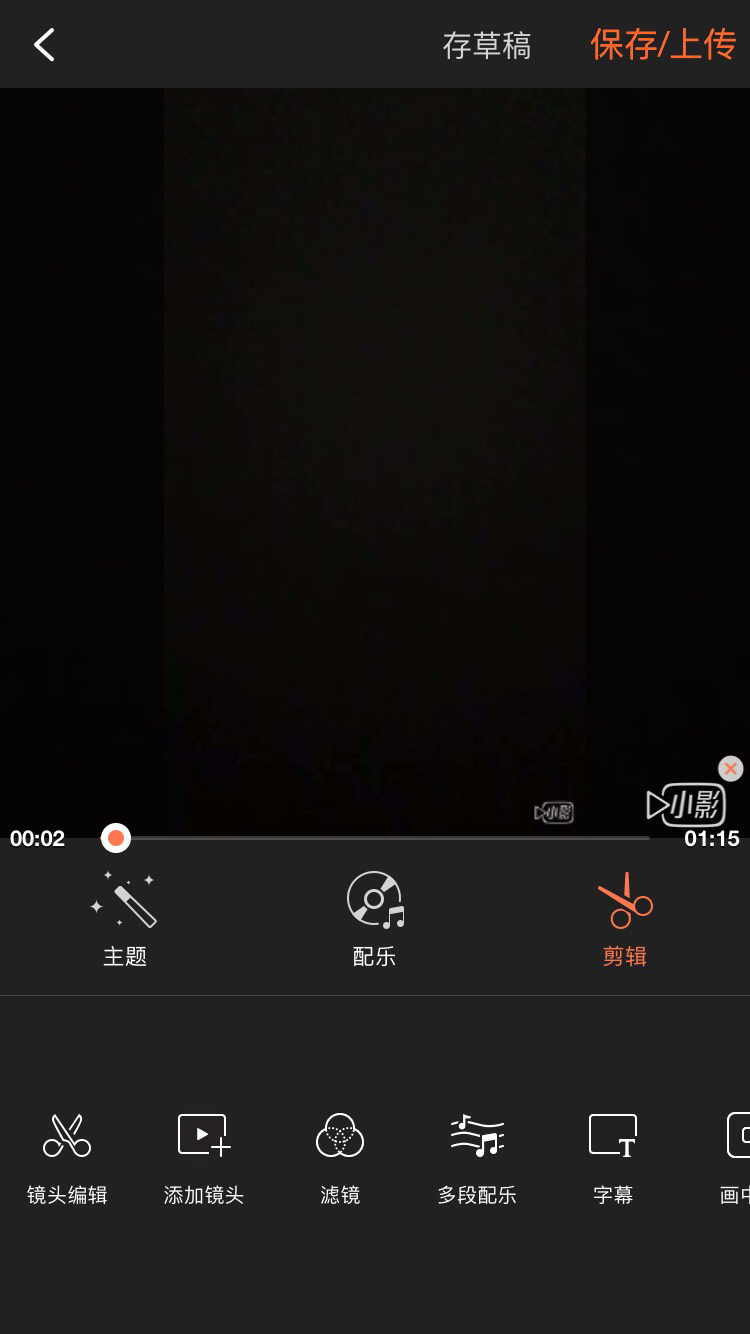 存草稿 保存/上传
小影
小影
00:02 01:15
主题 配乐 剪辑
镜头编辑 添加镜头 滤镜 多段配乐 字幕 画中